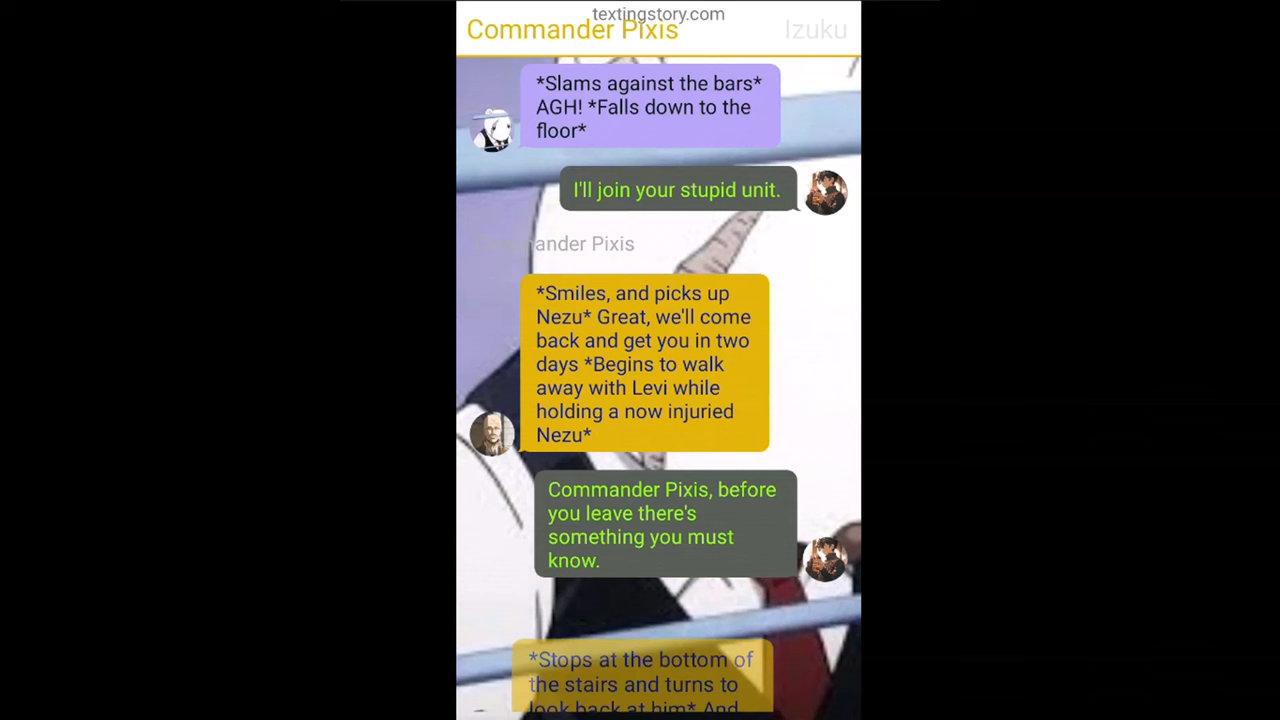 textingstory.com
Commander Pixis
Izuku
*Slams against the bars*
AGH! *Falls down to the
floor*
I'll join your stupid unit.
Commander Pixis
*Smiles, and picks up
Nezu* Great, we'll come
back and get you in two
days *Begins to walk
away with Levi while
holding a now injuried
Nezu*
Commander Pixis, before
you leave there's
something you must
know.
*Stops at the bottom of
the stairs and turns to
look back at him* And